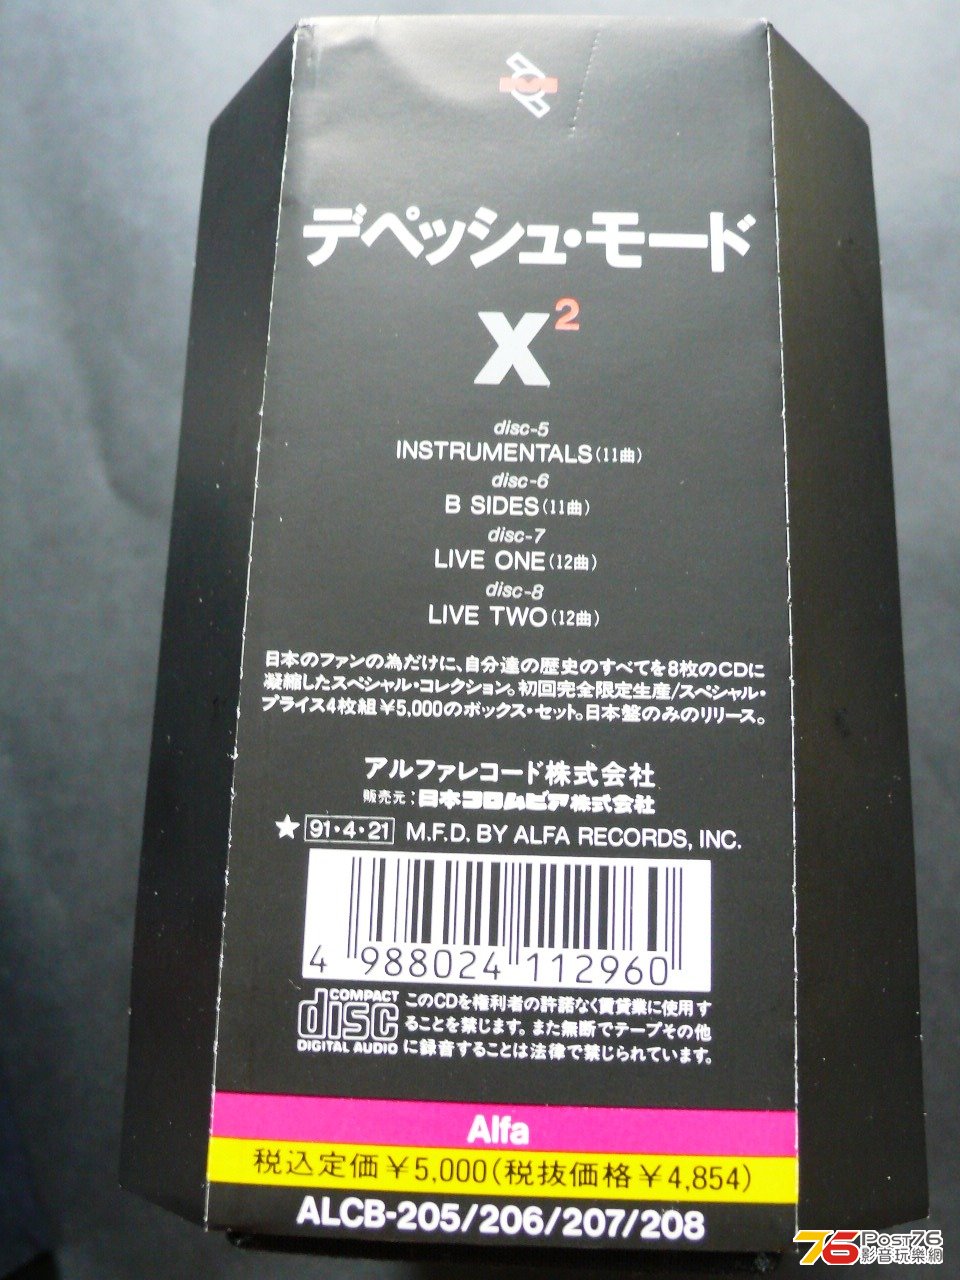 デペッシュ・モード
X²
disc-5
INSTRUMENTALS(11曲)
disc-6
B SIDES(11曲)
disc-7
LIVE ONE(12曲)
disc-8
LIVE TWO(12曲)
日本のファンの為だけに、自分達の歴史のすべてを8枚のCDに
凝縮したスペシャル・コレクション。初回完全限定生産/スペシャル・
プライス4枚組￥5,000のボックス・セット。日本盤のみのリリース。
アルファレコード株式会社
販売元：日本コロムビア株式会社
★ 91・4・21 M.F.D. BY ALFA RECORDS, INC.
4 988024 112960
COMPACT
disc
DIGITAL AUDIO
このCDを権利者の許諾なく賃貸業に使用す
ることを禁じます。また無断でテープその他
に録音することは法律で禁じられています。
Alfa
税込定価￥5,000(税抜価格￥4,854)
ALCB-205/206/207/208
76 Post76
影音玩樂網